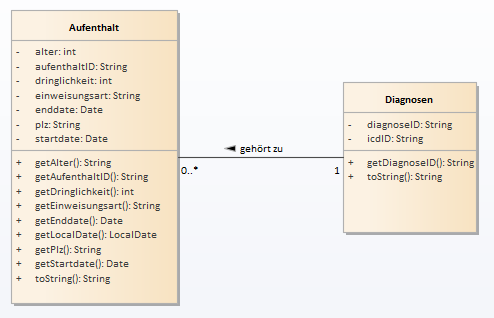 Aufenthalt
- alter: int
- aufenthaltID: String
- dringlichkeit: int
- einweisungsart: String
- enddate: Date
- plz: String
- startdate: Date
+ getAlter(): String
+ getAufenthaltID(): String
+ getDringlichkeit(): int
+ getEinweisungsart(): String
+ getEnddate(): Date
+ getLocalDate(): LocalDate
+ getPlz(): String
+ getStartdate(): Date
+ toString(): String
gehört zu
0..*
1
Diagnosen
- diagnoseID: String
- icdID: String
+ getDiagnoseID(): String
+ toString(): String